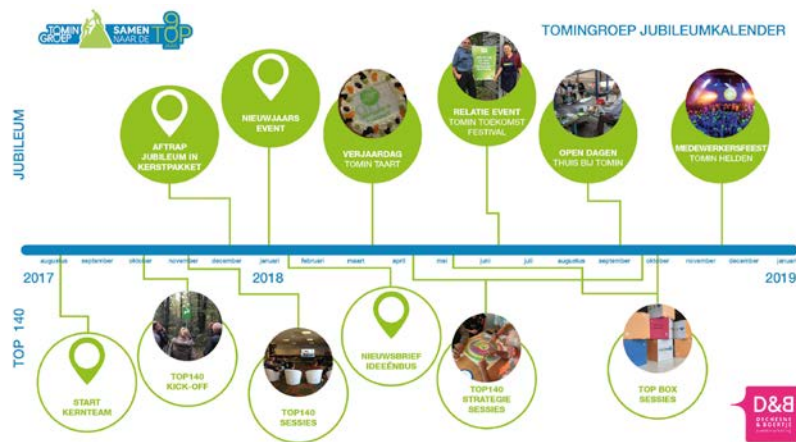 TOMIN
GROEP
SAMEN
NAAR DE
TOP
TOMINGROEP JUBILEUMKALENDER
JUBILEUM
AFTRAP
JUBILEUM IN
KERSTPAKKET
NIEUWJAARS
EVENT
VERJAARDAG
TOMIN TAART
RELATIE EVENT
TOMIN TOEKOMST
FESTIVAL
OPEN DAGEN
THUIS BIJ TOMIN
MEDEWERKERSFEEST
TOMIN HELDEN
augustus september oktober november december januari februari maart april mei juni juli augustus september oktober november december januari
2017 2018 2019
TOP 140
START
KERNTEAM
TOP140
KICK-OFF
TOP140
SESSIES
NIEUWSBRIEF
IDEEËNBUS
TOP140
STRATEGIE
SESSIES
TOP BOX
SESSIES
D&B
DECHESNE
& BOERTJE